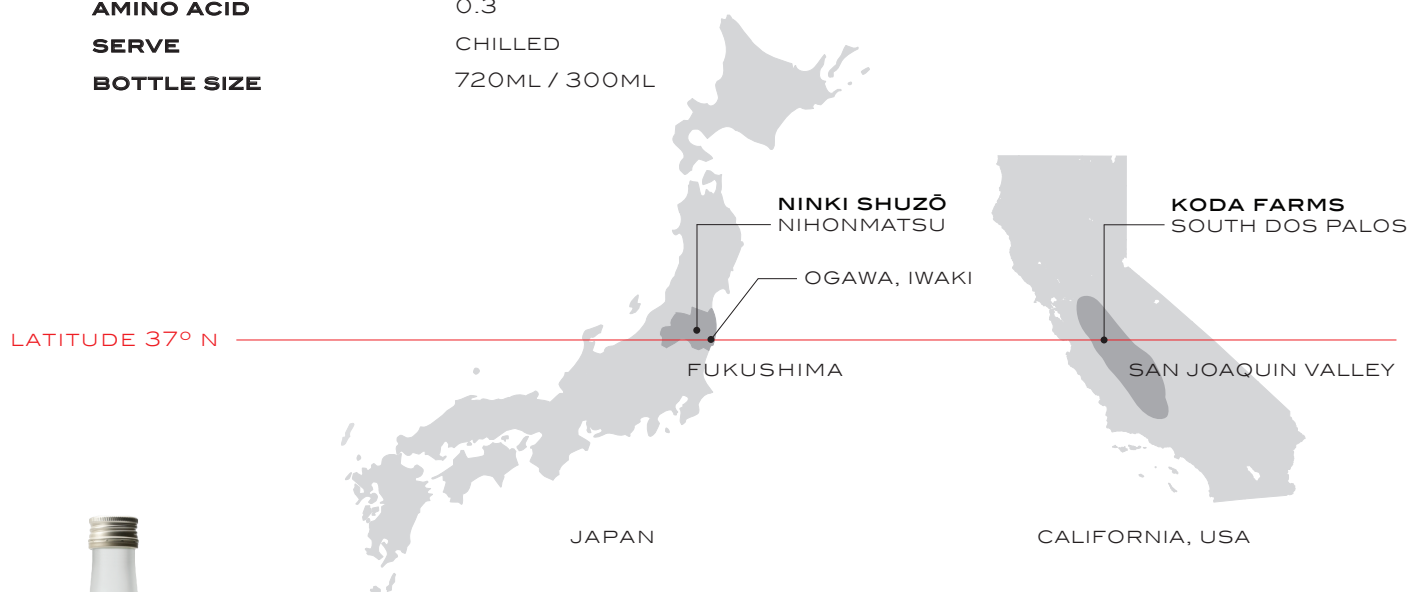 AMINO ACID 0.3
SERVE CHILLED
BOTTLE SIZE 720ML / 300ML
NINKI SHUZŌ
NIHONMATSU
KODA FARMS
SOUTH DOS PALOS
OGAWA, IWAKI
LATITUDE 37º N
FUKUSHIMA
SAN JOAQUIN VALLEY
JAPAN
CALIFORNIA, USA